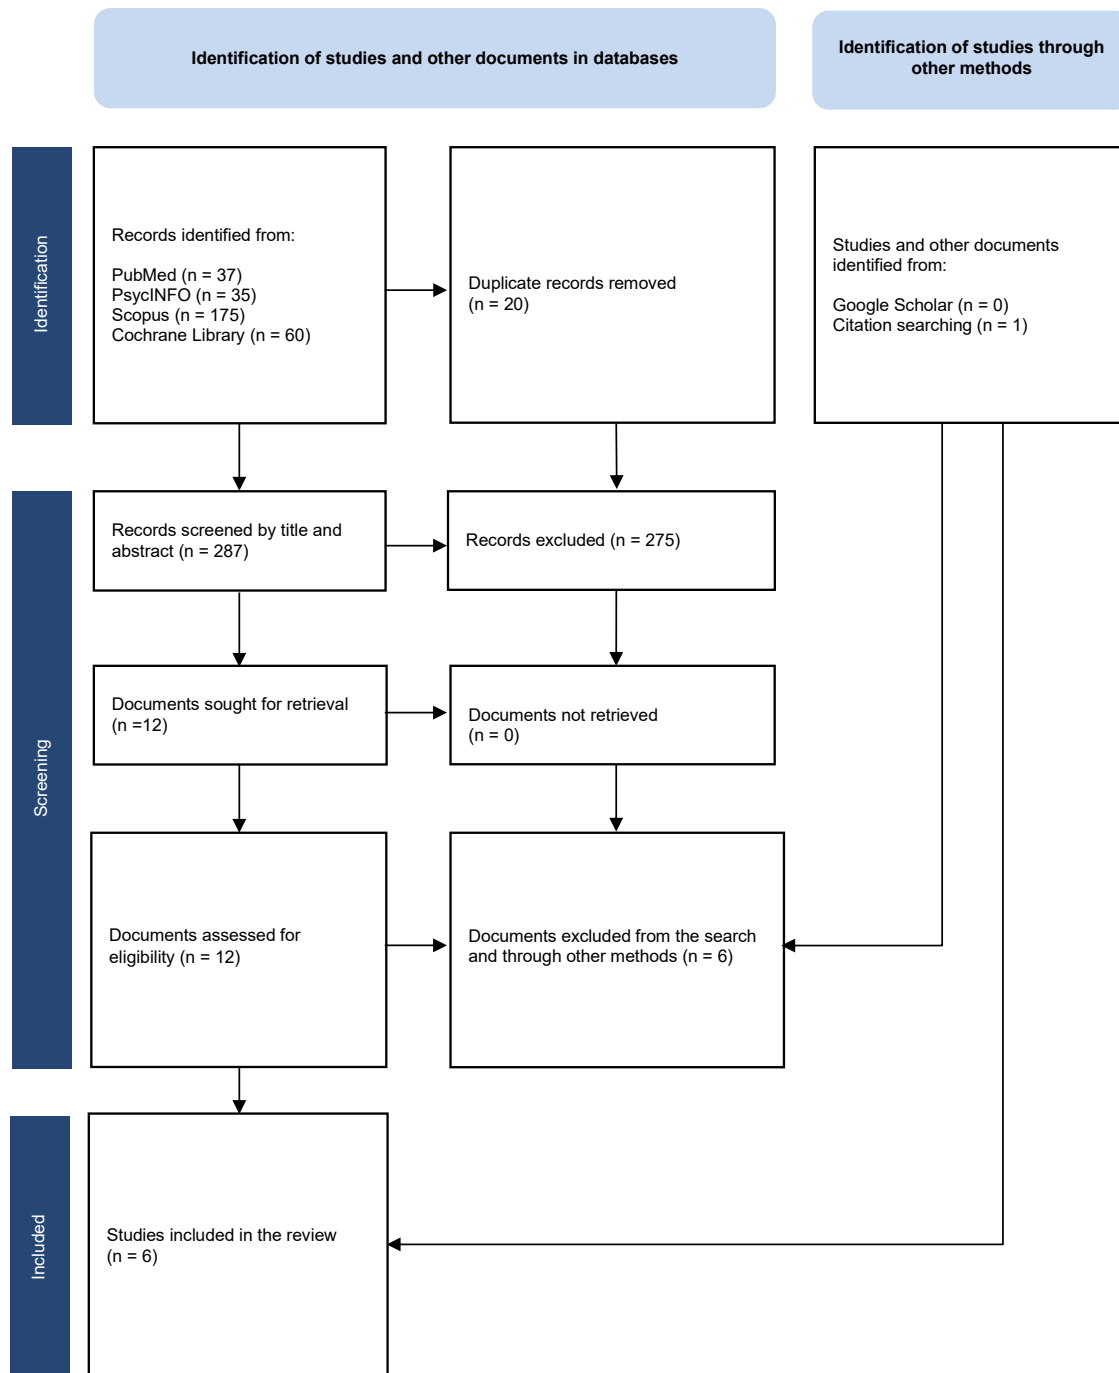 Identification of studies and other documents in databases
Identification of studies through
other methods
Identification
Records identified from:
PubMed (n = 37)
PsycINFO (n = 35)
Scopus (n = 175)
Cochrane Library (n = 60)
Duplicate records removed
(n = 20)
Studies and other documents
identified from:
Google Scholar (n = 0)
Citation searching (n = 1)
Screening
Records screened by title and
abstract (n = 287)
Records excluded (n = 275)
Documents sought for retrieval
(n =12)
Documents not retrieved
(n = 0)
Documents assessed for
eligibility (n = 12)
Documents excluded from the search
and through other methods (n = 6)
Included
Studies included in the review
(n = 6)